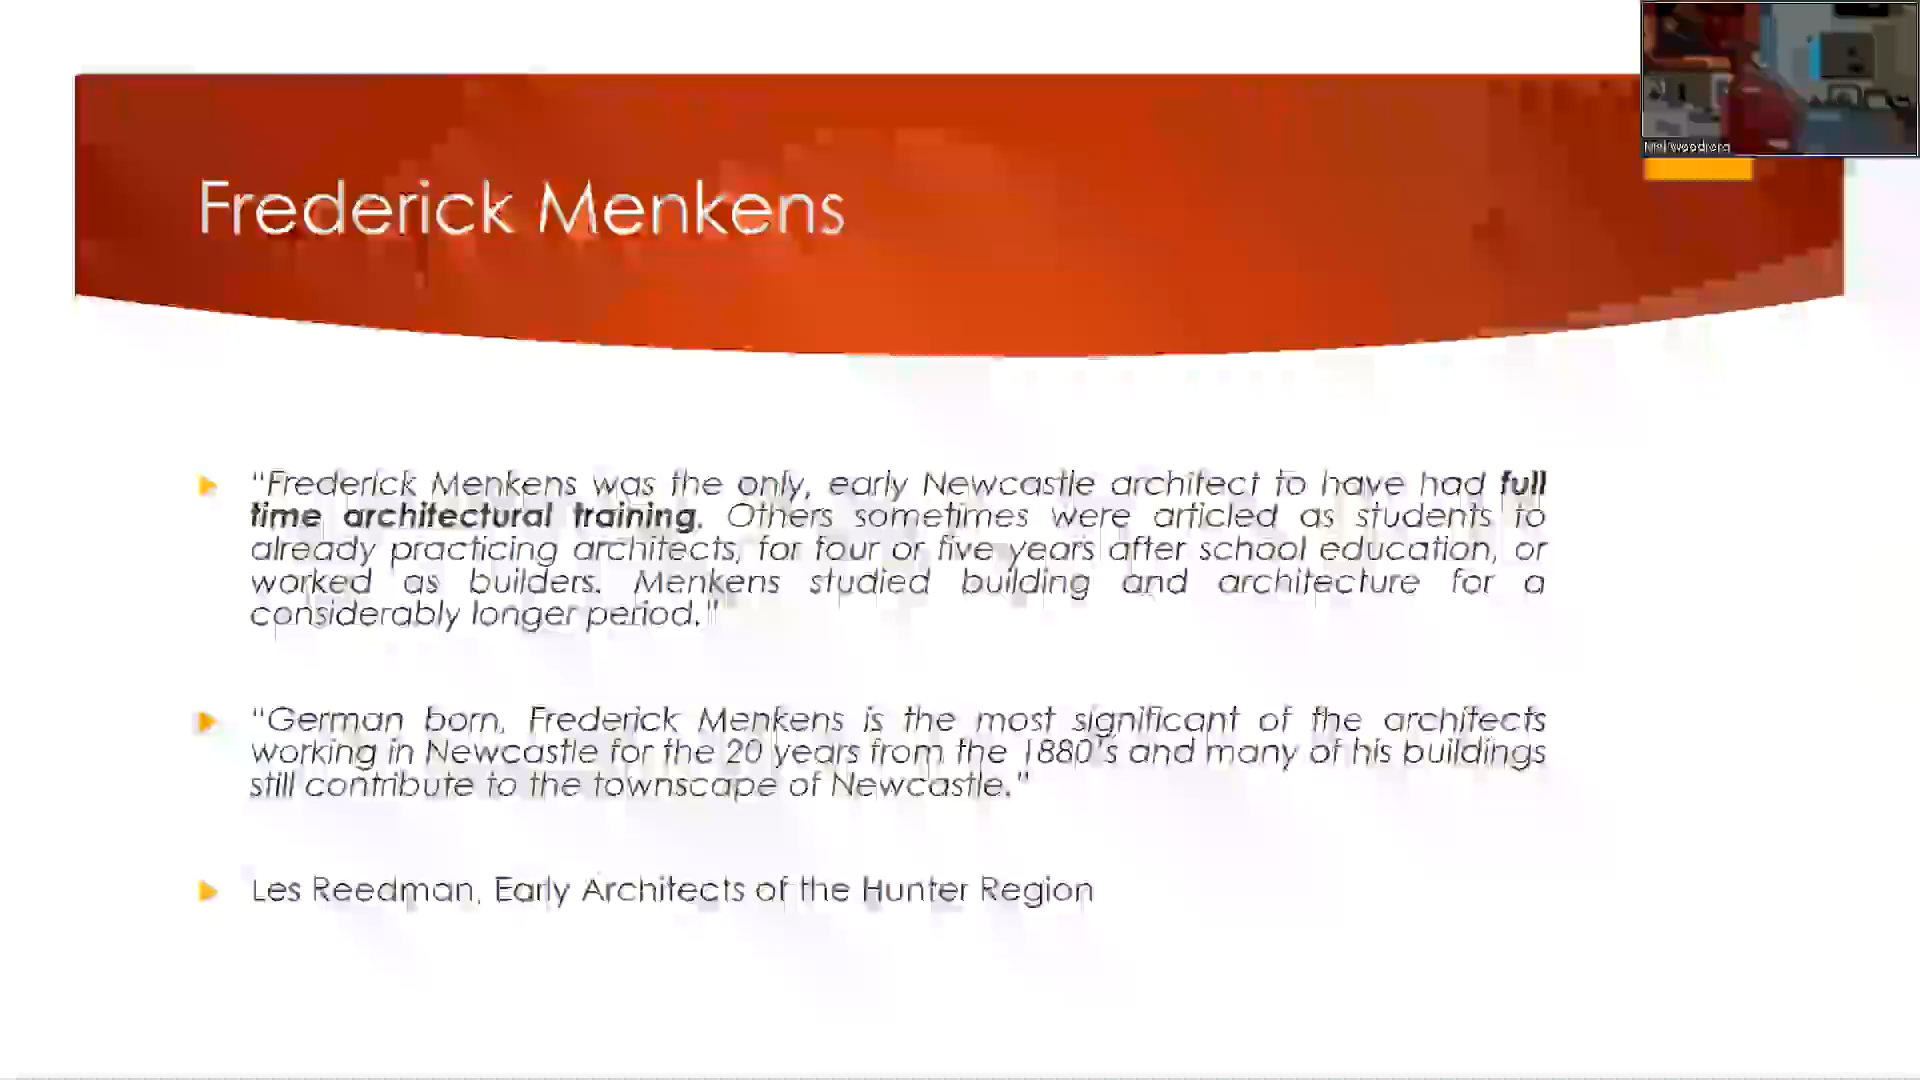 Frederick Menkens
“Frederick Menkens was the only, early Newcastle architect to have had full
time architectural training. Others sometimes were articled as students to
already practicing architects, for four or five years after school education, or
worked as builders. Menkens studied building and architecture for a
considerably longer period.”
“German born, Frederick Menkens is the most significant of the architects
working in Newcastle for the 20 years from the 1880’s and many of his buildings
still contribute to the townscape of Newcastle.”
Les Reedman, Early Architects of the Hunter Region